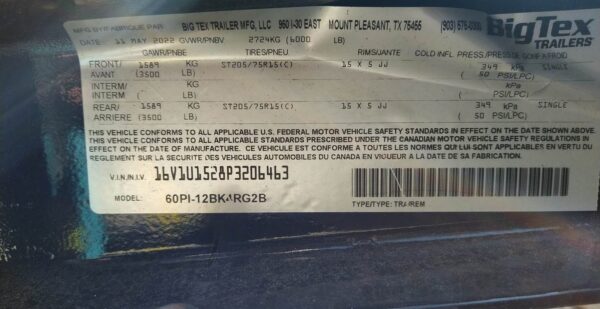 MFG BY/FABRIQUE PAR BIG TEX TRAILER MFG, LLC 950 I-30 EAST MOUNT PLEASANT, TX 75455 (903) 575-0300 BigTex TRAILERS
DATE: 11 MAY 2022 GVWR/PNBV 2724KG (6000 LB)
GAWR/PNBE TIRES/PNEU RIMS/JANTE COLD INFL. PRESS/PRESS DE GONF A FROID
FRONT/ 1589 KG ST205/75R15(C) 15 X 5 JJ 349 kPa SINGLE
AVANT (3500 LB) ( 50 PSI/LPC)
INTERM/ KG kPa
INTERM ( LB) ( PSI/LPC)
REAR/ 1589 KG ST205/75R15(C) 15 X 5 JJ 349 kPa SINGLE
ARRIERE (3500 LB) ( 50 PSI/LPC)
THIS VEHICLE CONFORMS TO ALL APPLICABLE U.S. FEDERAL MOTOR VEHICLE SAFETY STANDARDS IN EFFECT ON THE DATE SHOWN ABOVE.
THIS VEHICLE CONFORMS TO ALL APPLICABLE STANDARDS PRESCRIBED UNDER THE CANADIAN MOTOR VEHICLE SAFETY REGULATIONS IN EFFECT ON THE DATE OF MANUFACTURE. CE VEHICULE EST CONFORME A TOUTES LES NORMES QUI LUI SONT APPLICABLES EN VERTU DU
REGLEMENT SUR LA SECURITE DES VEHICULES AUTOMOBILES DU CANADA EN VIGUEUR A LA DATE DE SA FABRICATION.
V.I.N./N.I.V. 16V1U1528P3206463
MODEL: 60PI-12BK4RG2B TYPE/TYPE: TRA/REM